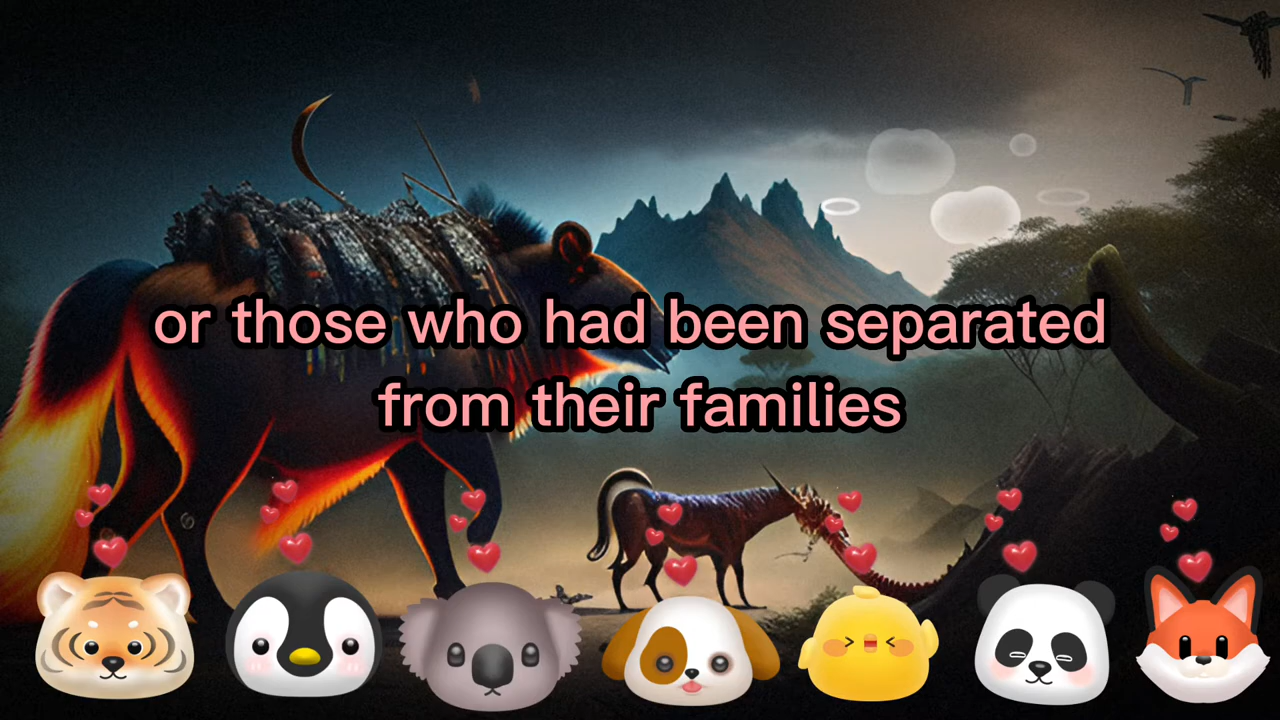 or those who had been separated
from their families